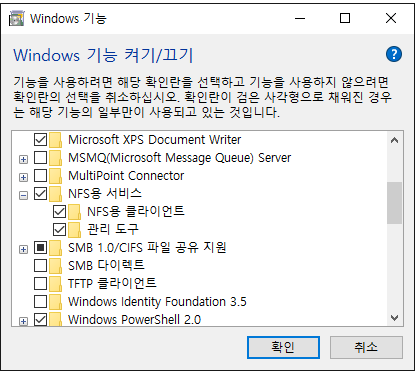 Windows 기능
Windows 기능 켜기/끄기
기능을 사용하려면 해당 확인란을 선택하고 기능을 사용하지 않으려면
확인란의 선택을 취소하십시오. 확인란이 검은 사각형으로 채워진 경우
는 해당 기능의 일부만이 사용되고 있는 것입니다.
Microsoft XPS Document Writer
MSMQ(Microsoft Message Queue) Server
MultiPoint Connector
NFS용 서비스
NFS용 클라이언트
관리 도구
SMB 1.0/CIFS 파일 공유 지원
SMB 다이렉트
TFTP 클라이언트
Windows Identity Foundation 3.5
Windows PowerShell 2.0
확인
취소